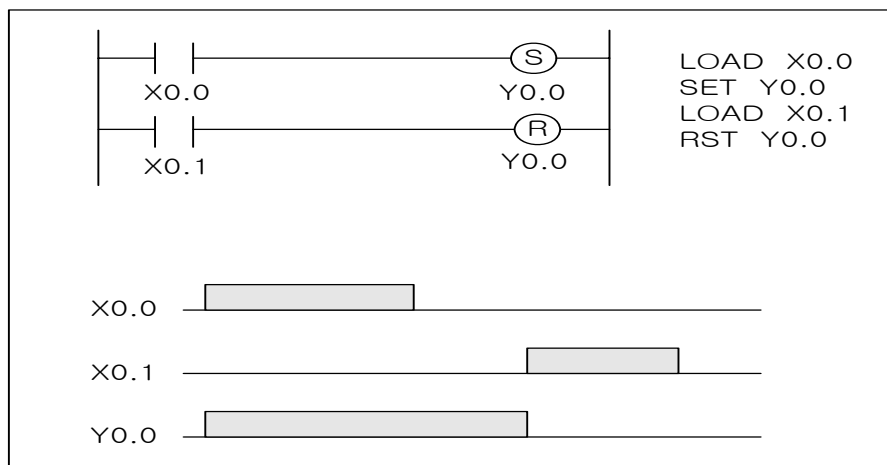 S
X0.0 Y0.0
R
X0.1 Y0.0
LOAD X0.0
SET Y0.0
LOAD X0.1
RST Y0.0
X0.0
X0.1
Y0.0